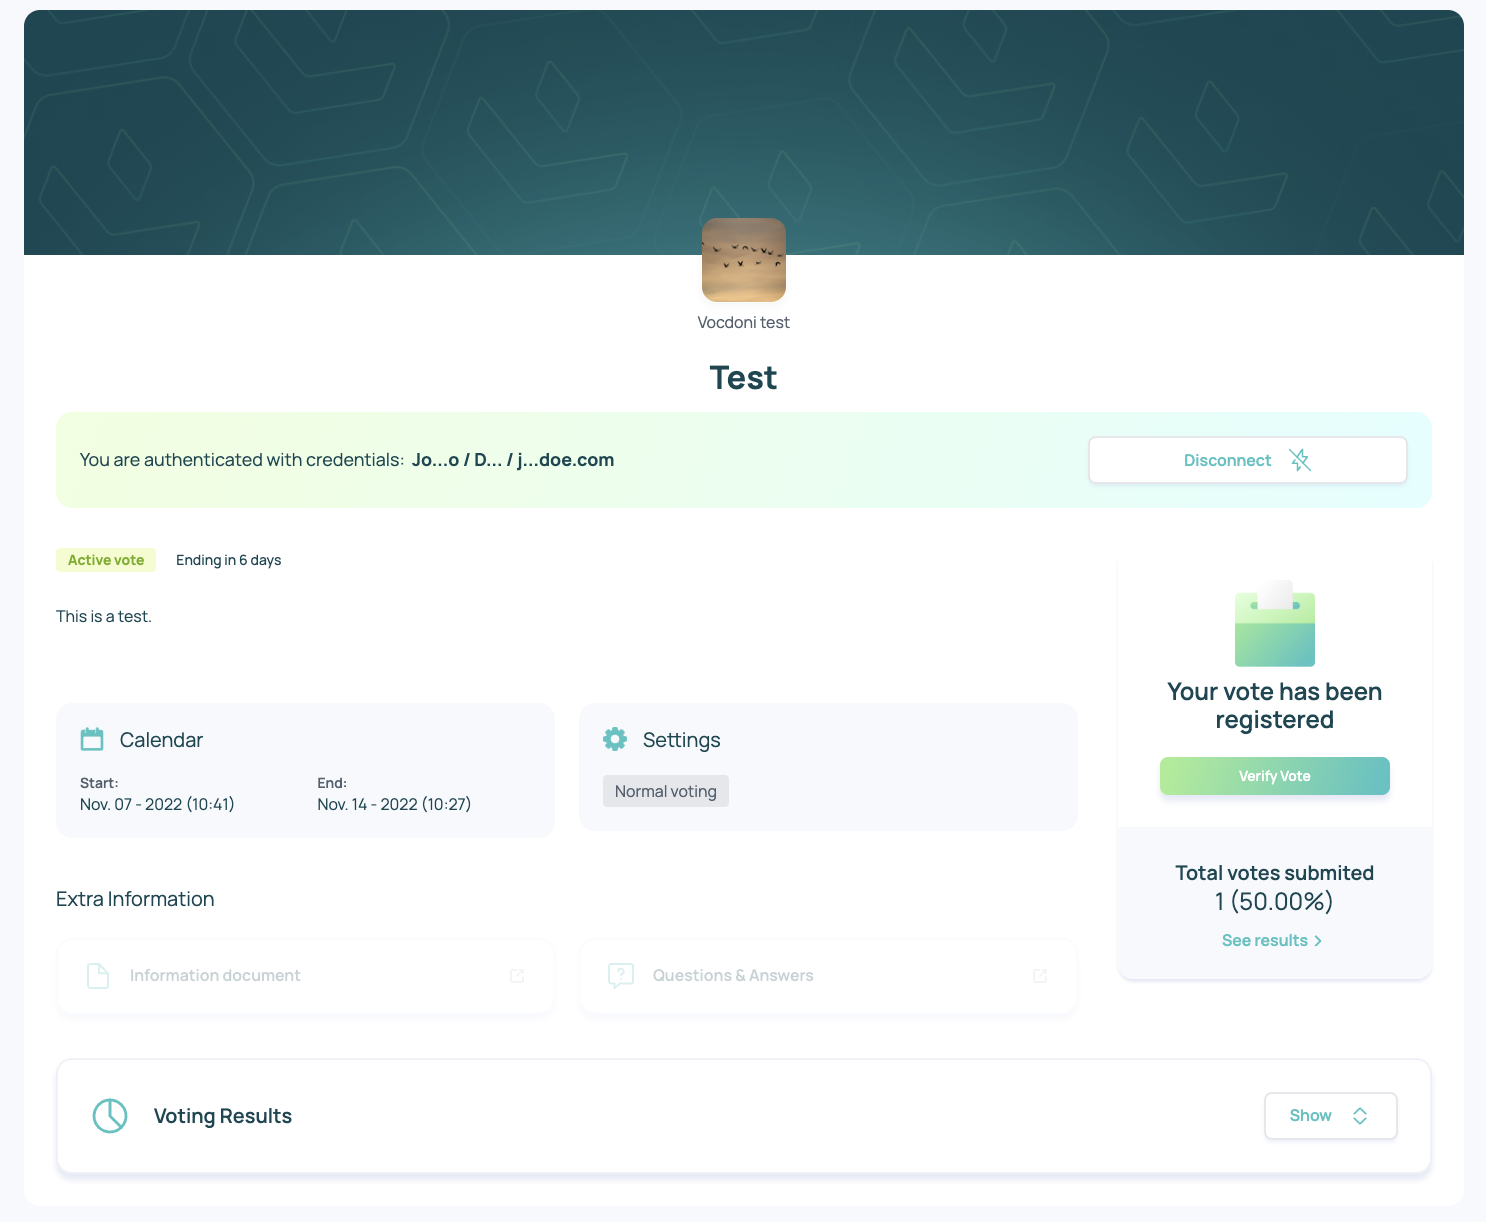 Vocdoni test
Test
You are authenticated with credentials: Jo...o / D... / j...doe.com
Disconnect
Active vote
Ending in 6 days
This is a test.
Calendar
Start:
Nov. 07 - 2022 (10:41)
End:
Nov. 14 - 2022 (10:27)
Settings
Normal voting
Your vote has been
registered
Verify Vote
Total votes submited
1 (50.00%)
See results
Extra Information
Information document
Questions & Answers
Voting Results
Show